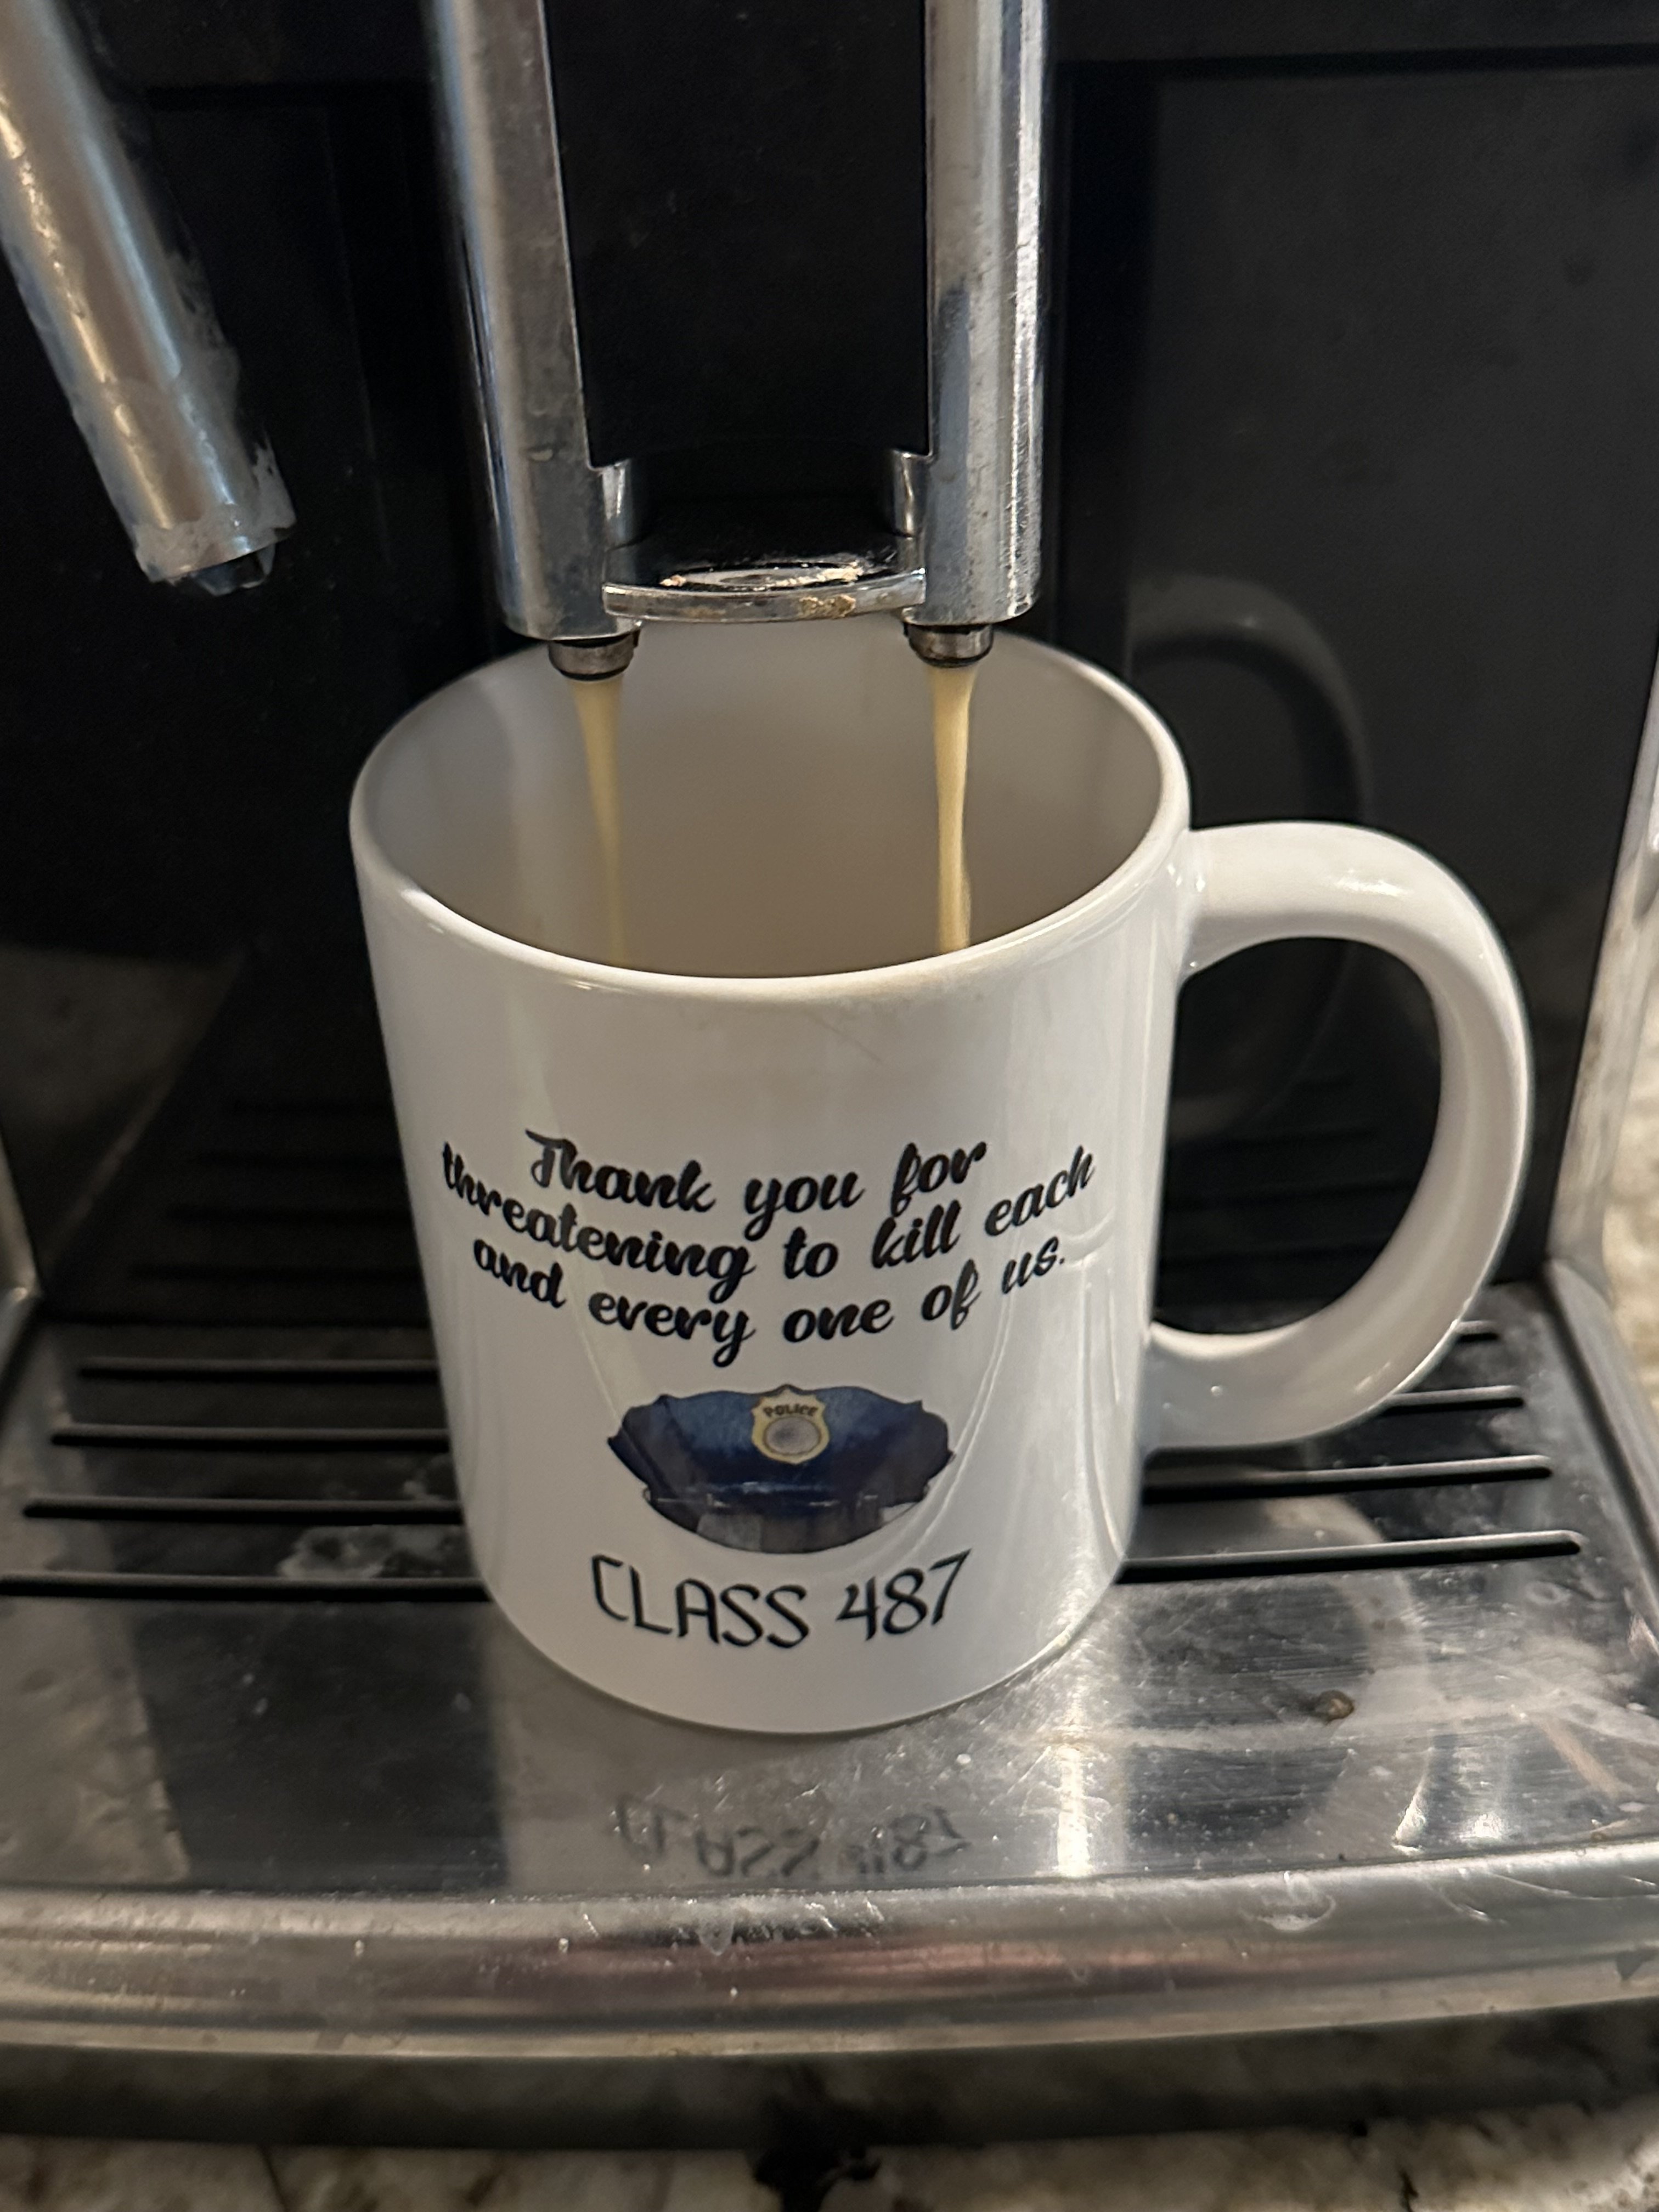 Thank you for
threatening to kill each
and every one of us.
POLICE
CLASS 487